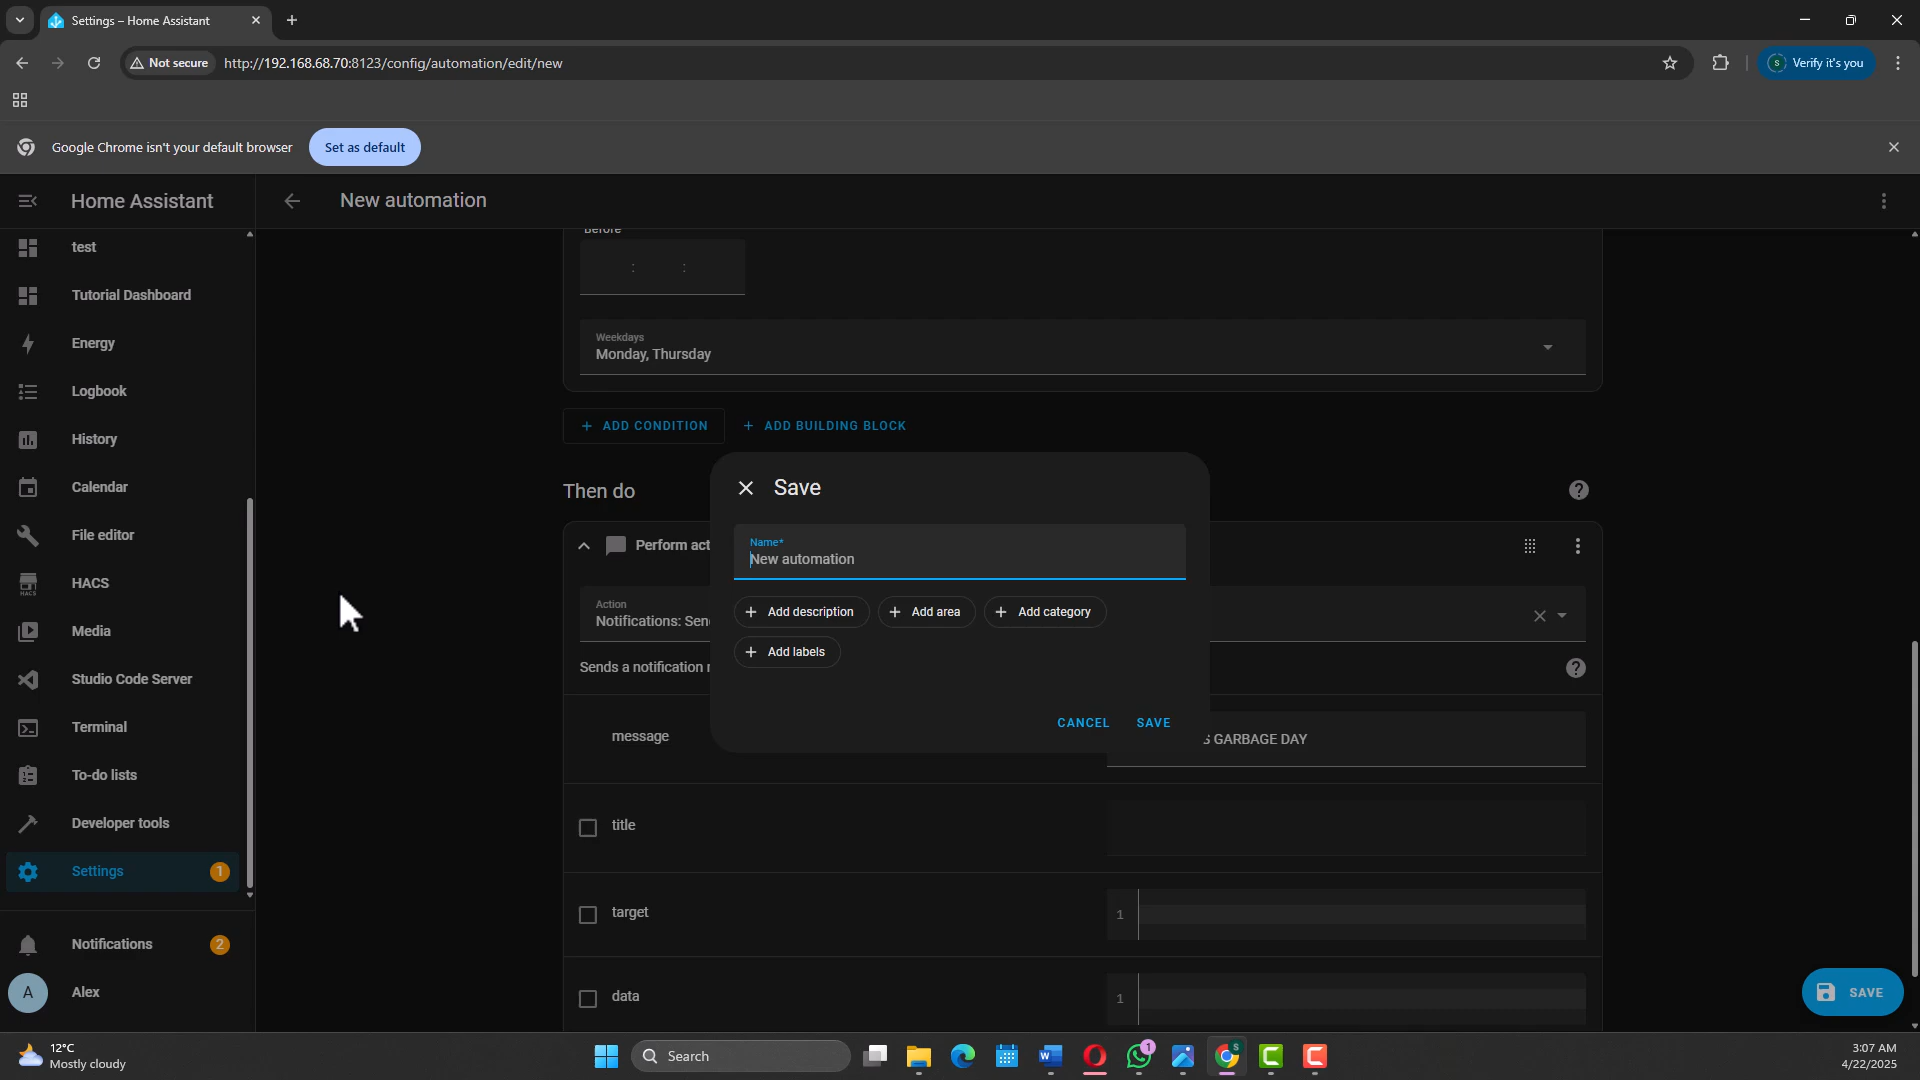 Settings – Home Assistant
Not secure
http://192.168.68.70:8123/config/automation/edit/new
S
Verify it's you
Google Chrome isn't your default browser
Set as default
Home Assistant
New automation
test
Tutorial Dashboard
Energy
Logbook
History
Calendar
File editor
HACS
HACS
Media
Studio Code Server
Terminal
To-do lists
Developer tools
Settings
1
Notifications
2
A
Alex
Before
: :
Weekdays
Monday, Thursday
+ ADD CONDITION
+ ADD BUILDING BLOCK
Then do
Perform act
Action
Notifications: Sen
Sends a notification
message
S GARBAGE DAY
title
target
1
data
1
Save
Name*
New automation
+ Add description
+ Add area
+ Add category
+ Add labels
CANCEL
SAVE
SAVE
12°C
Mostly cloudy
Search
W
1
S
3:07 AM
4/22/2025